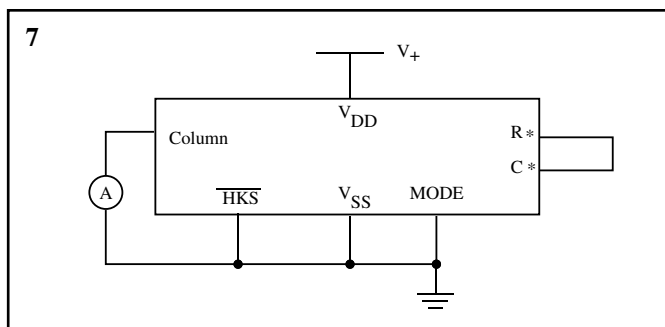 7
V+
VDD
Column
R*
C*
A
HKS
VSS
MODE